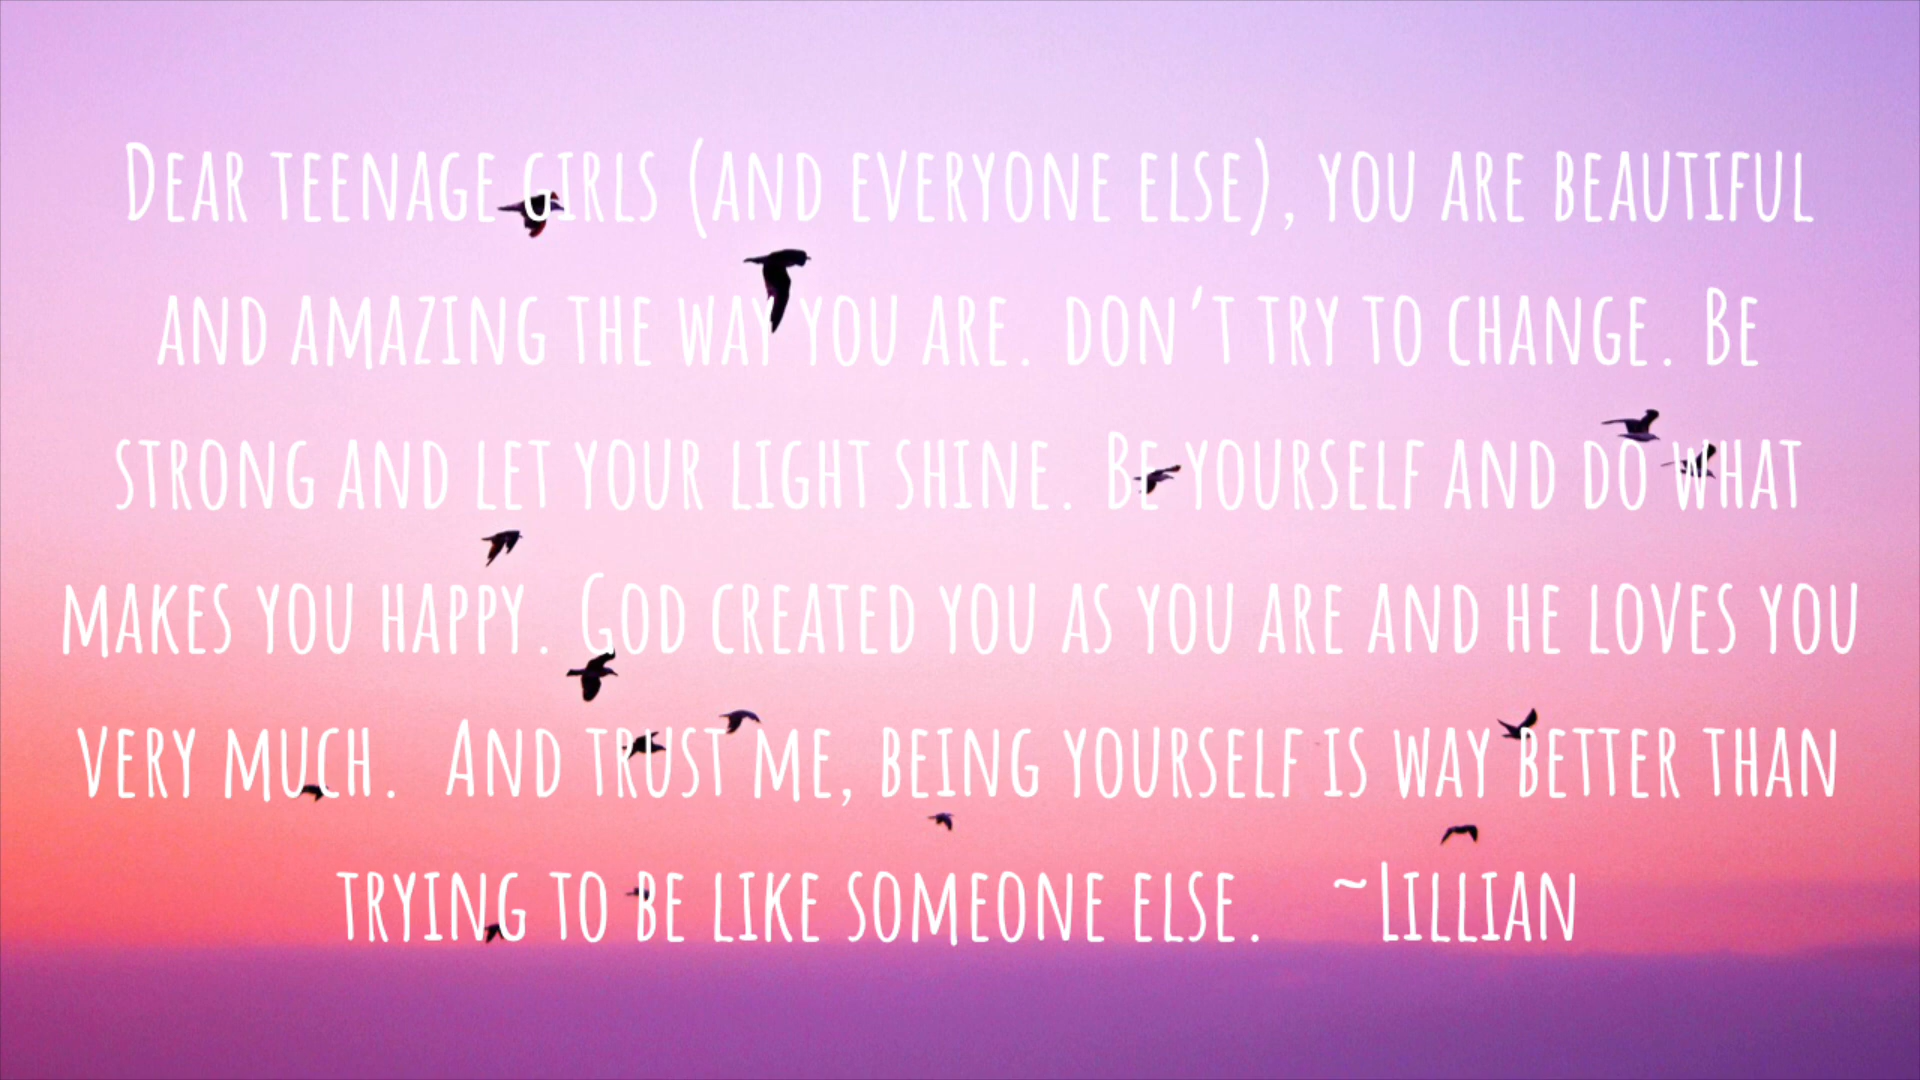 Dear teenage girls (and everyone else), you are beautiful
and amazing the way you are. don't try to change. Be
strong and let your light shine. Be yourself and do what
makes you happy. God created you as you are and he loves you
very much. And trust me, being yourself is way better than
trying to be like someone else. ~Lillian